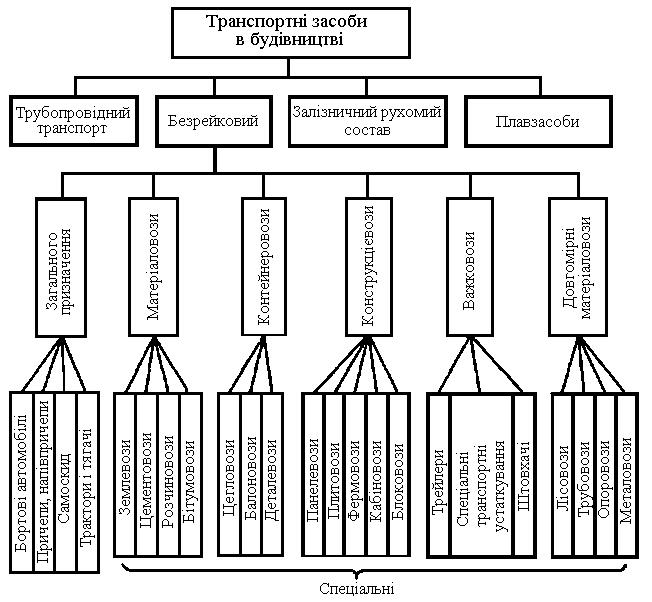 Транспортні засоби
в будівництві
Трубопровідний
транспорт
Безрейковий
Залізничний рухомий
состав
Плавзасоби
Загального
призначення
Матеріаловози
Контейнеровози
Конструкцієвози
Важковози
Довгомірні
матеріаловози
Бортові автомобілі
Причепи, напівпричепи
Самоскид
Трактори і тягачі
Землевози
Цементовози
Розчиновози
Бітумовози
Цегловози
Балоновози
Деталевози
Панелевози
Плитовози
Фермовози
Кабіновози
Блоковози
Трейлери
Спеціальні
транспортні
устаткування
Штовхачі
Лісовози
Трубовози
Опоровози
Металовози
Спеціальні